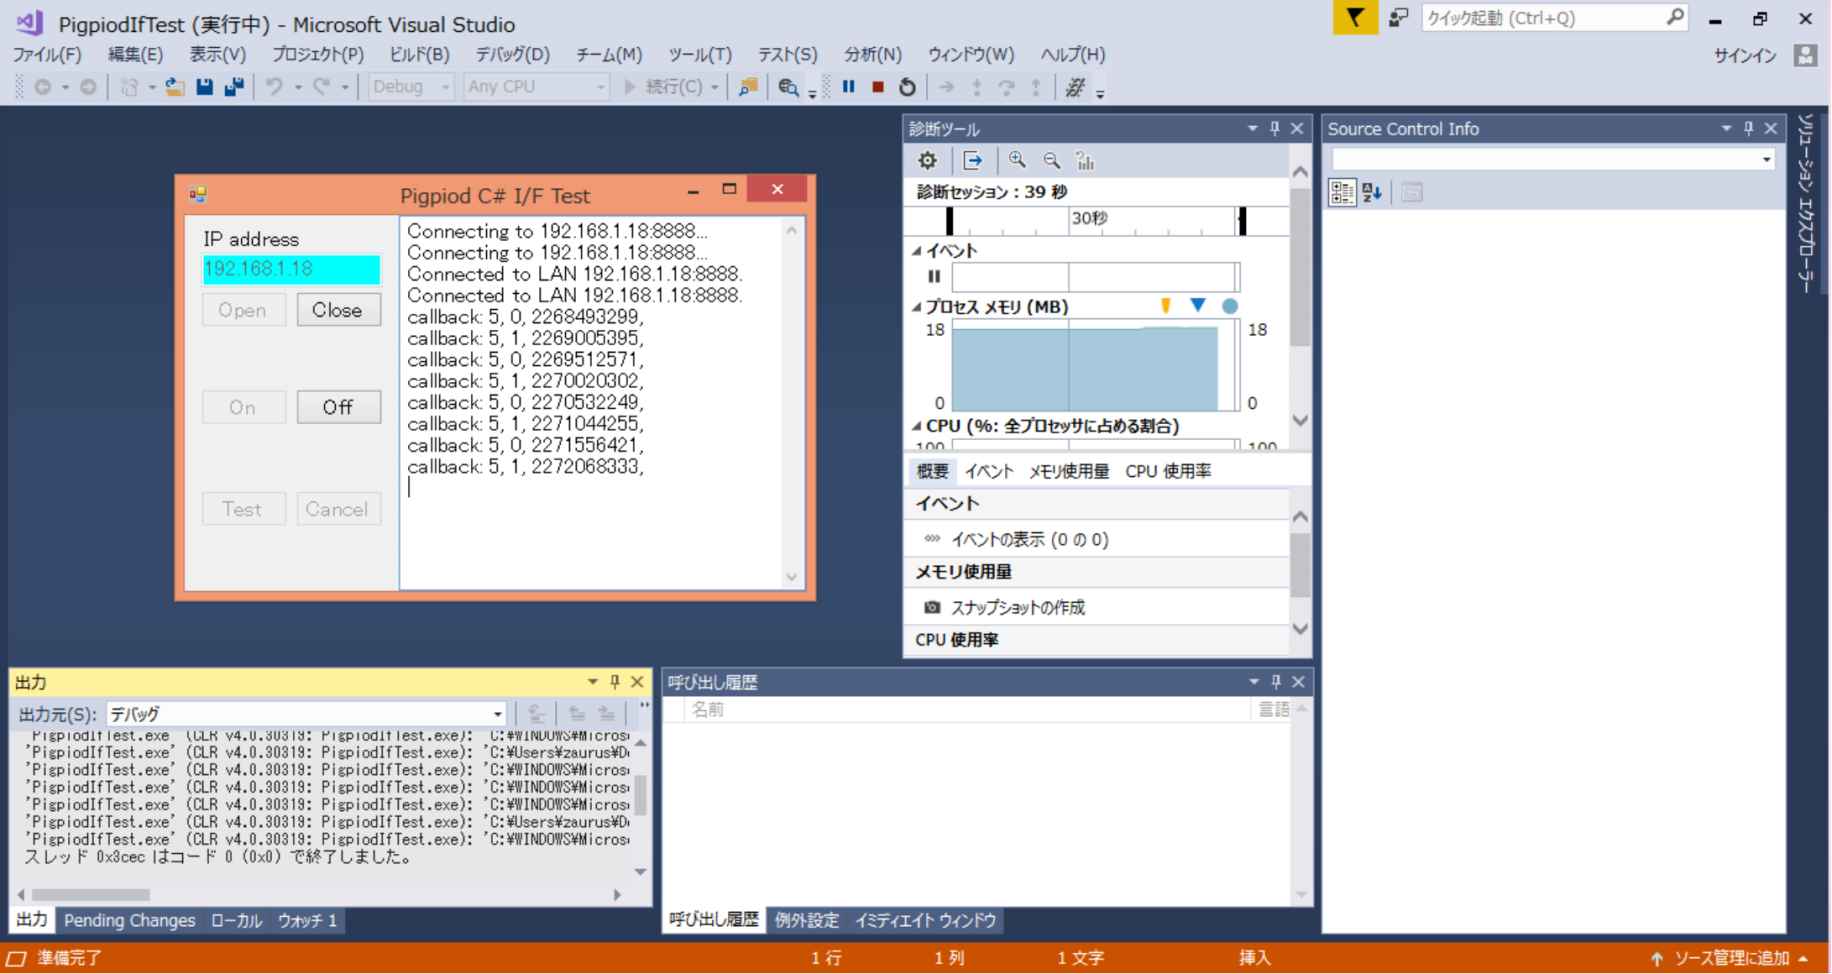 PigpiodIfTest (実行中) - Microsoft Visual Studio
クイック起動 (Ctrl+Q)
ファイル(F) 編集(E) 表示(V) プロジェクト(P) ビルド(B) デバッグ(D) チーム(M) ツール(T) テスト(S) 分析(N) ウィンドウ(W) ヘルプ(H)
サインイン
Debug Any CPU 続行(C)
Pigpiod C# I/F Test
IP address
192.168.1.18
Open Close
On Off
Test Cancel
Connecting to 192.168.1.18:8888...
Connecting to 192.168.1.18:8888...
Connected to LAN 192.168.1.18:8888.
Connected to LAN 192.168.1.18:8888.
callback: 5, 0, 2268493299,
callback: 5, 1, 2269005395,
callback: 5, 0, 2269512571,
callback: 5, 1, 2270020302,
callback: 5, 0, 2270532249,
callback: 5, 1, 2271044255,
callback: 5, 0, 2271556421,
callback: 5, 1, 2272068333,
診断ツール
診断セッション：39 秒
30秒
イベント
プロセス メモリ (MB)
18 18
0 0
CPU (%: 全プロセッサに占める割合)
100 100
概要 イベント メモリ使用量 CPU 使用率
イベント
イベントの表示 (0 の 0)
メモリ使用量
スナップショットの作成
CPU 使用率
Source Control Info
ソリューション エクスプローラー
出力
出力元(S): デバッグ
'PigpiodIfTest.exe' (CLR v4.0.30319: PigpiodIfTest.exe): 'C:¥WINDOWS¥Micros
'PigpiodIfTest.exe' (CLR v4.0.30319: PigpiodIfTest.exe): 'C:¥Users¥zaurus¥D
'PigpiodIfTest.exe' (CLR v4.0.30319: PigpiodIfTest.exe): 'C:¥WINDOWS¥Micros
'PigpiodIfTest.exe' (CLR v4.0.30319: PigpiodIfTest.exe): 'C:¥WINDOWS¥Micros
'PigpiodIfTest.exe' (CLR v4.0.30319: PigpiodIfTest.exe): 'C:¥WINDOWS¥Micros
'PigpiodIfTest.exe' (CLR v4.0.30319: PigpiodIfTest.exe): 'C:¥Users¥zaurus¥D
'PigpiodIfTest.exe' (CLR v4.0.30319: PigpiodIfTest.exe): 'C:¥WINDOWS¥Micros
スレッド 0x3cec はコード 0 (0x0) で終了しました。
出力 Pending Changes ローカル ウォッチ 1
呼び出し履歴
名前 言語
呼び出し履歴 例外設定 イミディエイト ウィンドウ
準備完了 1 行 1 列 1 文字 挿入 ソース管理に追加